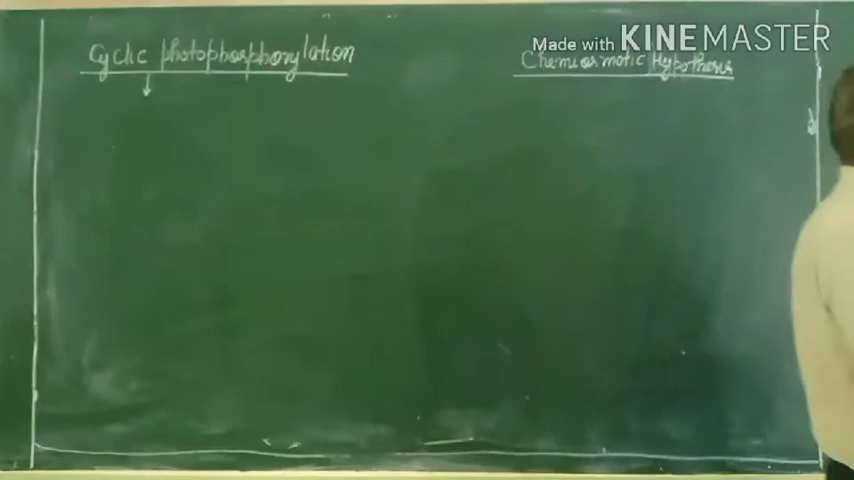 Cyclic photophosphorylation
Made with KINEMASTER
Chemiosmotic Hypothesis